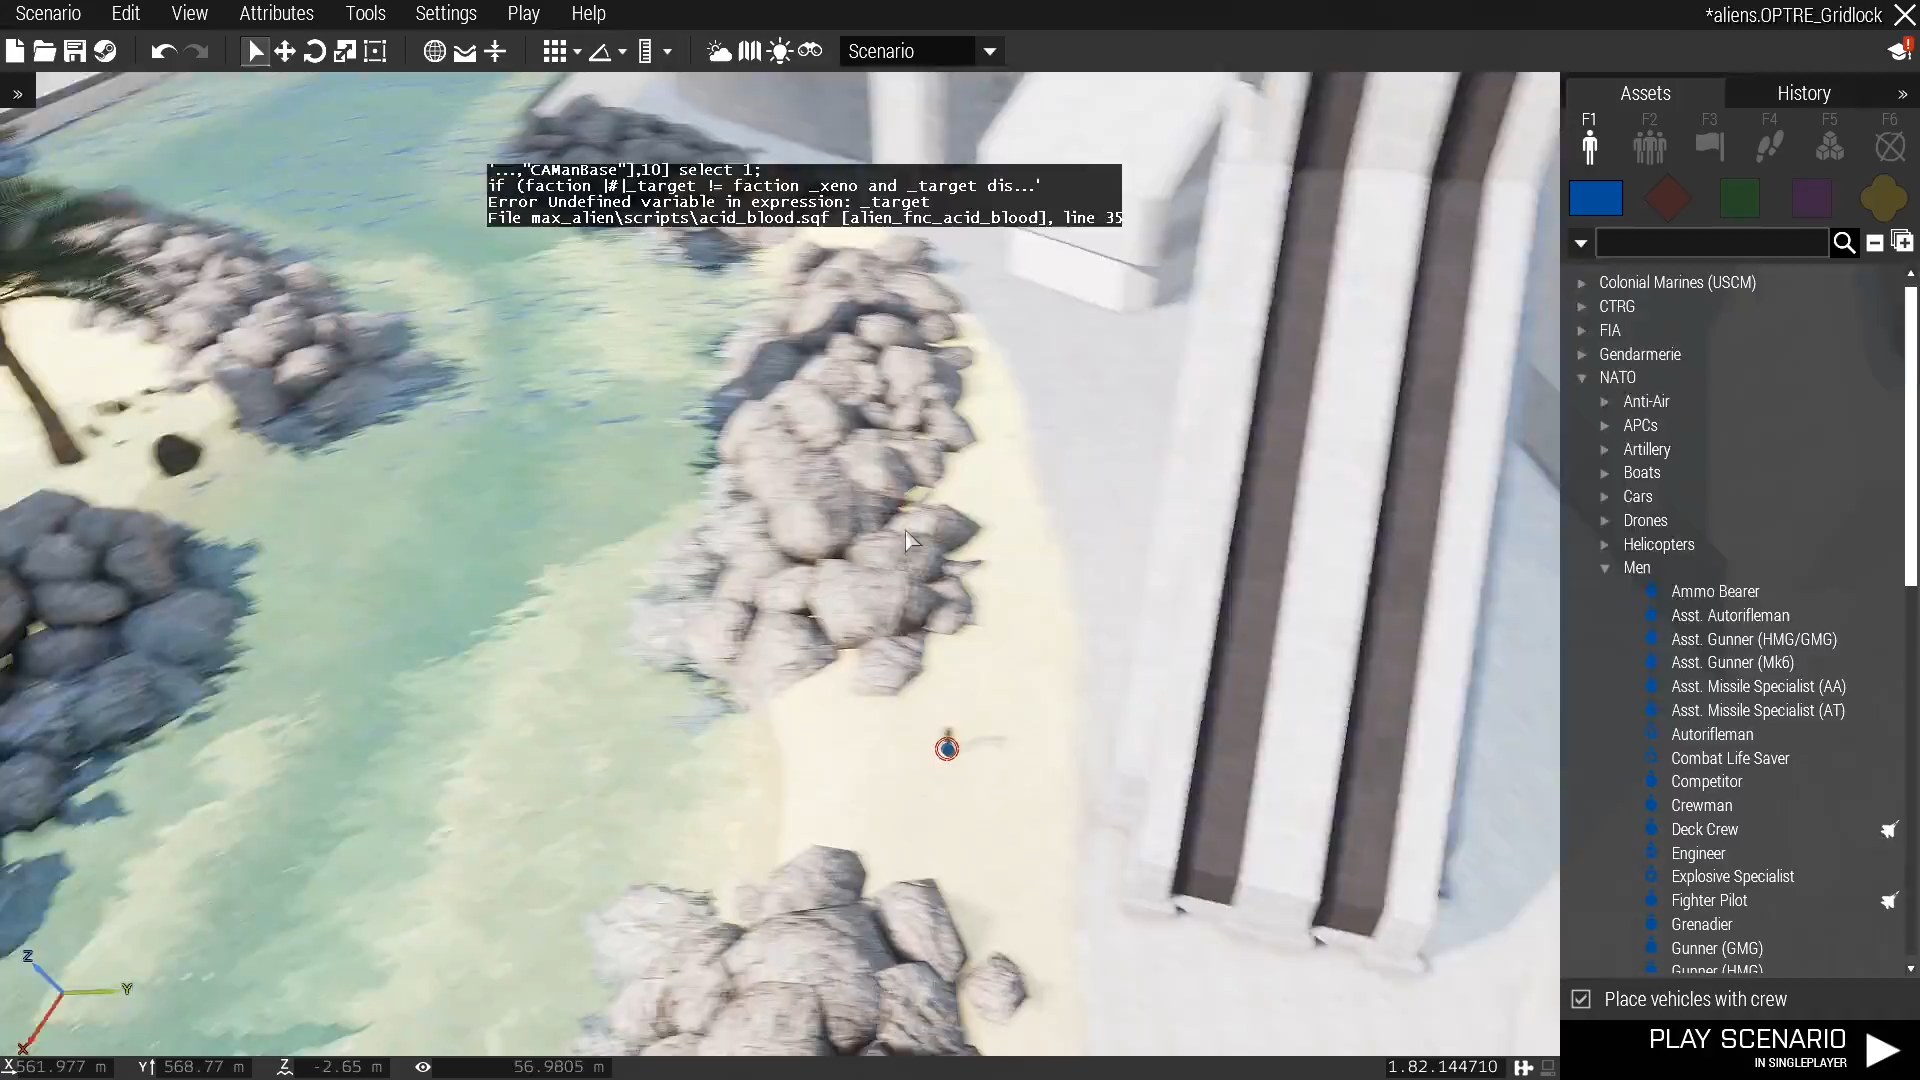 Scenario Edit View Attributes Tools Settings Play Help
*aliens.OPTRE_Gridlock
Scenario
Assets History
F1 F2 F3 F4 F5 F6
'...,"CAManBase"],10] select 1;
if (faction |#|_target != faction _xeno and _target dis...'
Error Undefined variable in expression: _target
File max_alien\scripts\acid_blood.sqf [alien_fnc_acid_blood], line 35
Colonial Marines (USCM)
CTRG
FIA
Gendarmerie
NATO
Anti-Air
APCs
Artillery
Boats
Cars
Drones
Helicopters
Men
Ammo Bearer
Asst. Autorifleman
Asst. Gunner (HMG/GMG)
Asst. Gunner (Mk6)
Asst. Missile Specialist (AA)
Asst. Missile Specialist (AT)
Autorifleman
Combat Life Saver
Competitor
Crewman
Deck Crew
Engineer
Explosive Specialist
Fighter Pilot
Grenadier
Gunner (GMG)
Gunner (HMG)
Place vehicles with crew
PLAY SCENARIO
IN SINGLEPLAYER
Z
Y
X
X 561.977 m Y 568.77 m Z -2.65 m 56.9805 m 1.82.144710